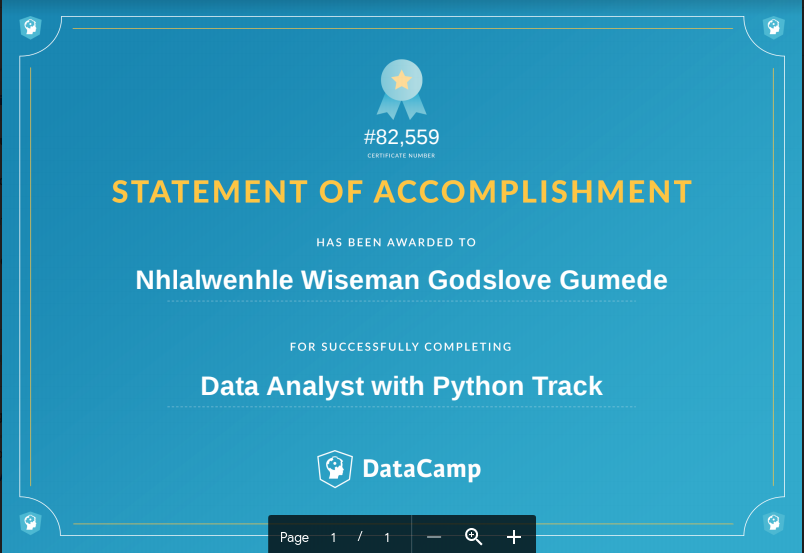 #82,559
CERTIFICATE NUMBER
STATEMENT OF ACCOMPLISHMENT
HAS BEEN AWARDED TO
Nhlalwenhle Wiseman Godslove Gumede
FOR SUCCESSFULLY COMPLETING
Data Analyst with Python Track
DataCamp
Page 1 / 1